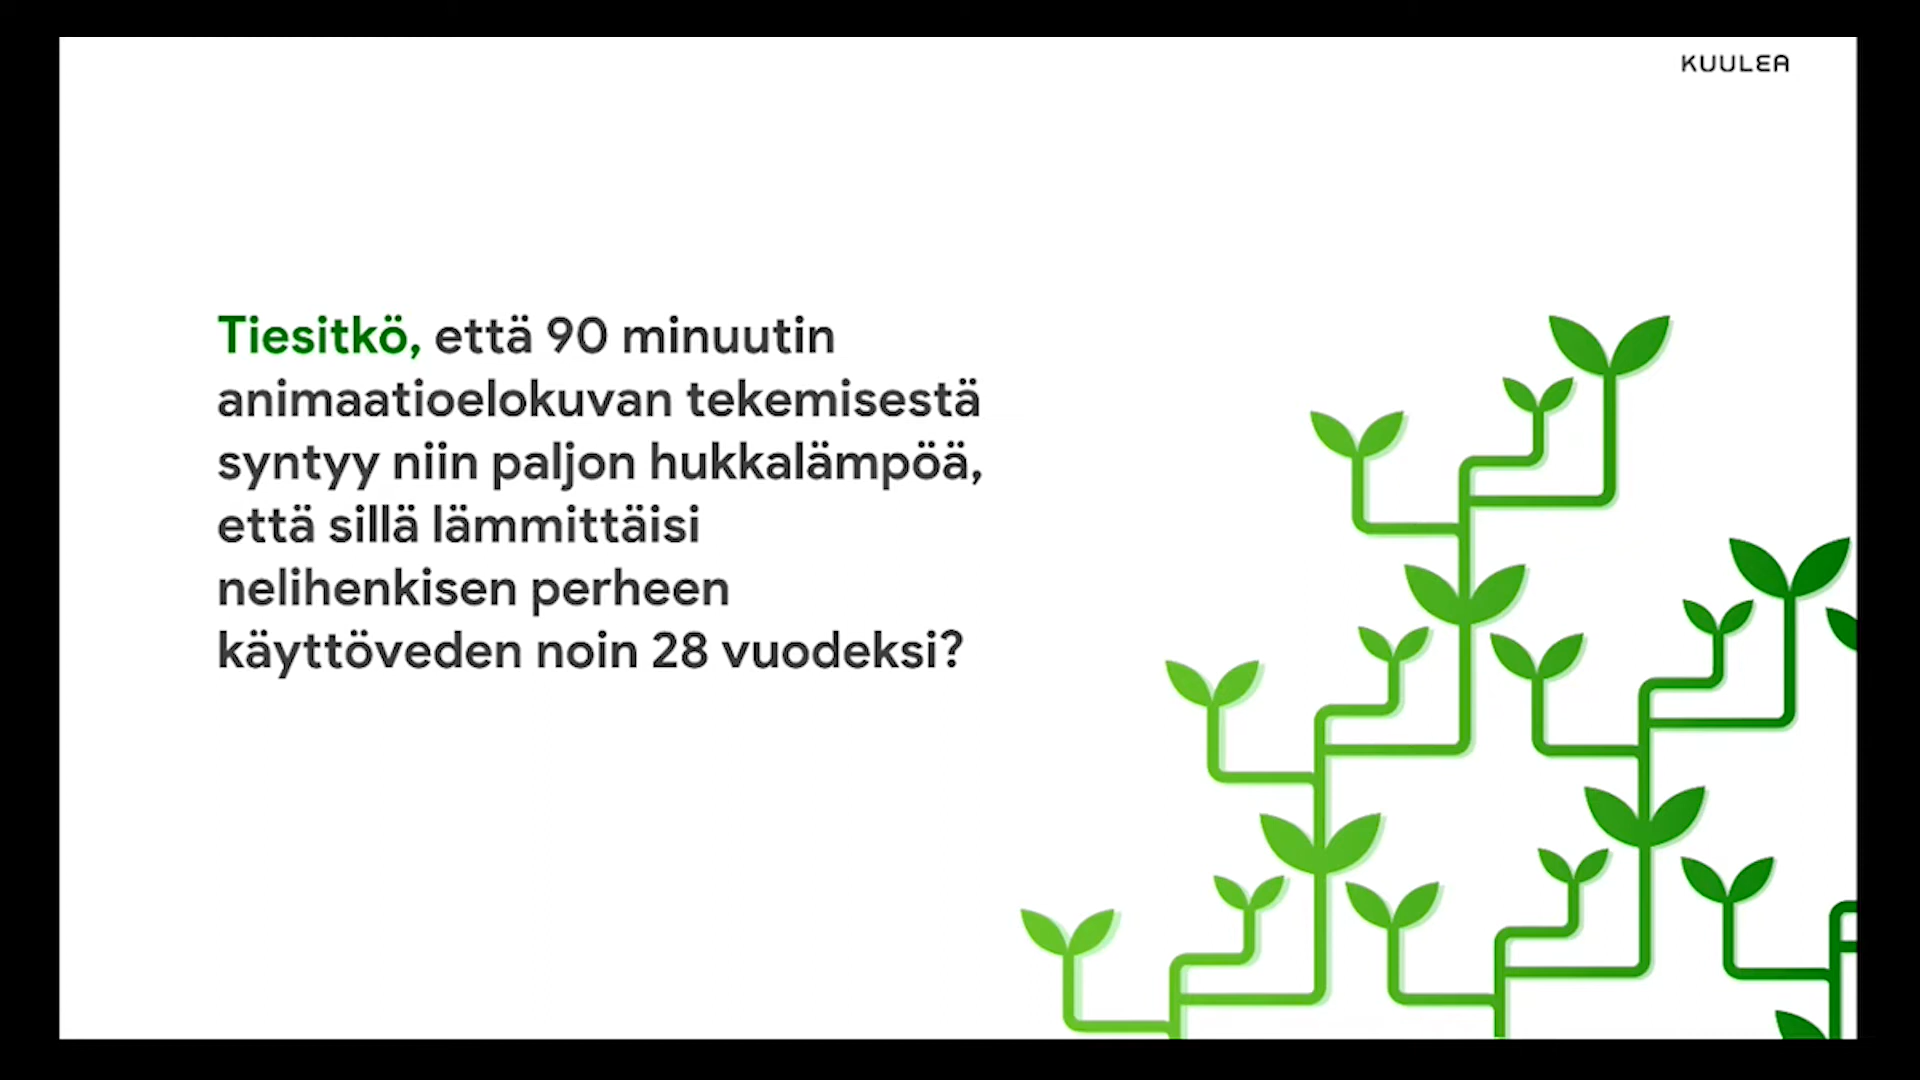 KUULEA
Tiesitkö, että 90 minuutin
animaatioelokuvan tekemisestä
syntyy niin paljon hukkalämpöä,
että sillä lämmittäisi
nelihenkisen perheen
käyttöveden noin 28 vuodeksi?